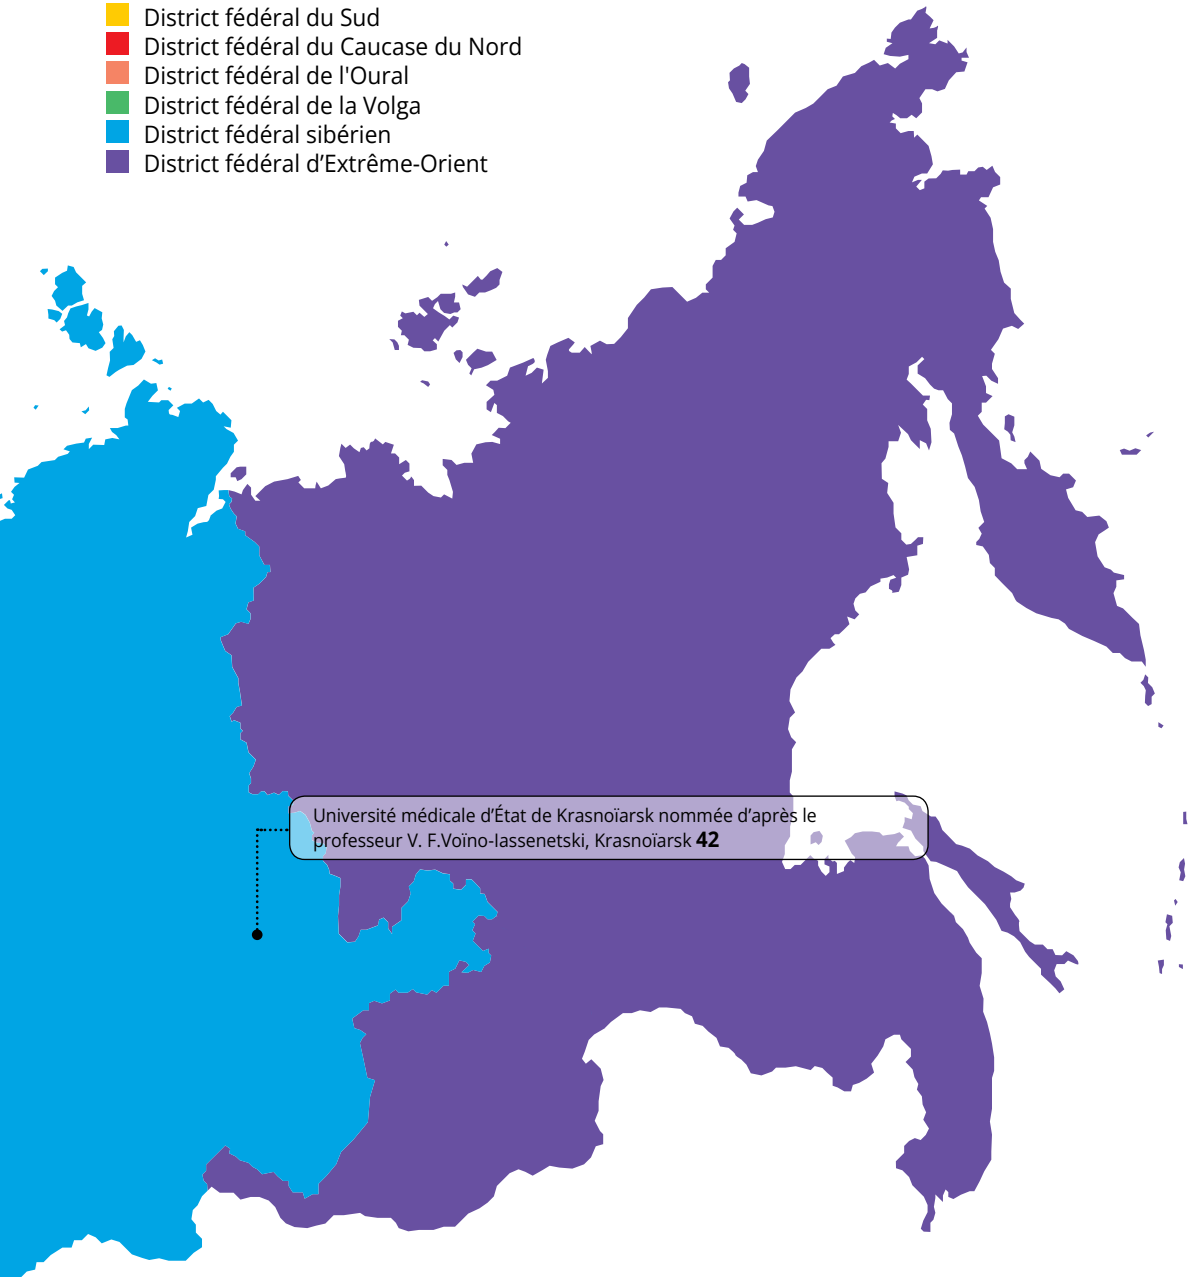 District fédéral du Sud
District fédéral du Caucase du Nord
District fédéral de l'Oural
District fédéral de la Volga
District fédéral sibérien
District fédéral d’Extrême-Orient
Université médicale d’État de Krasnoïarsk nommée d’après le
professeur V. F.Voïno-Iassenetski, Krasnoïarsk 42